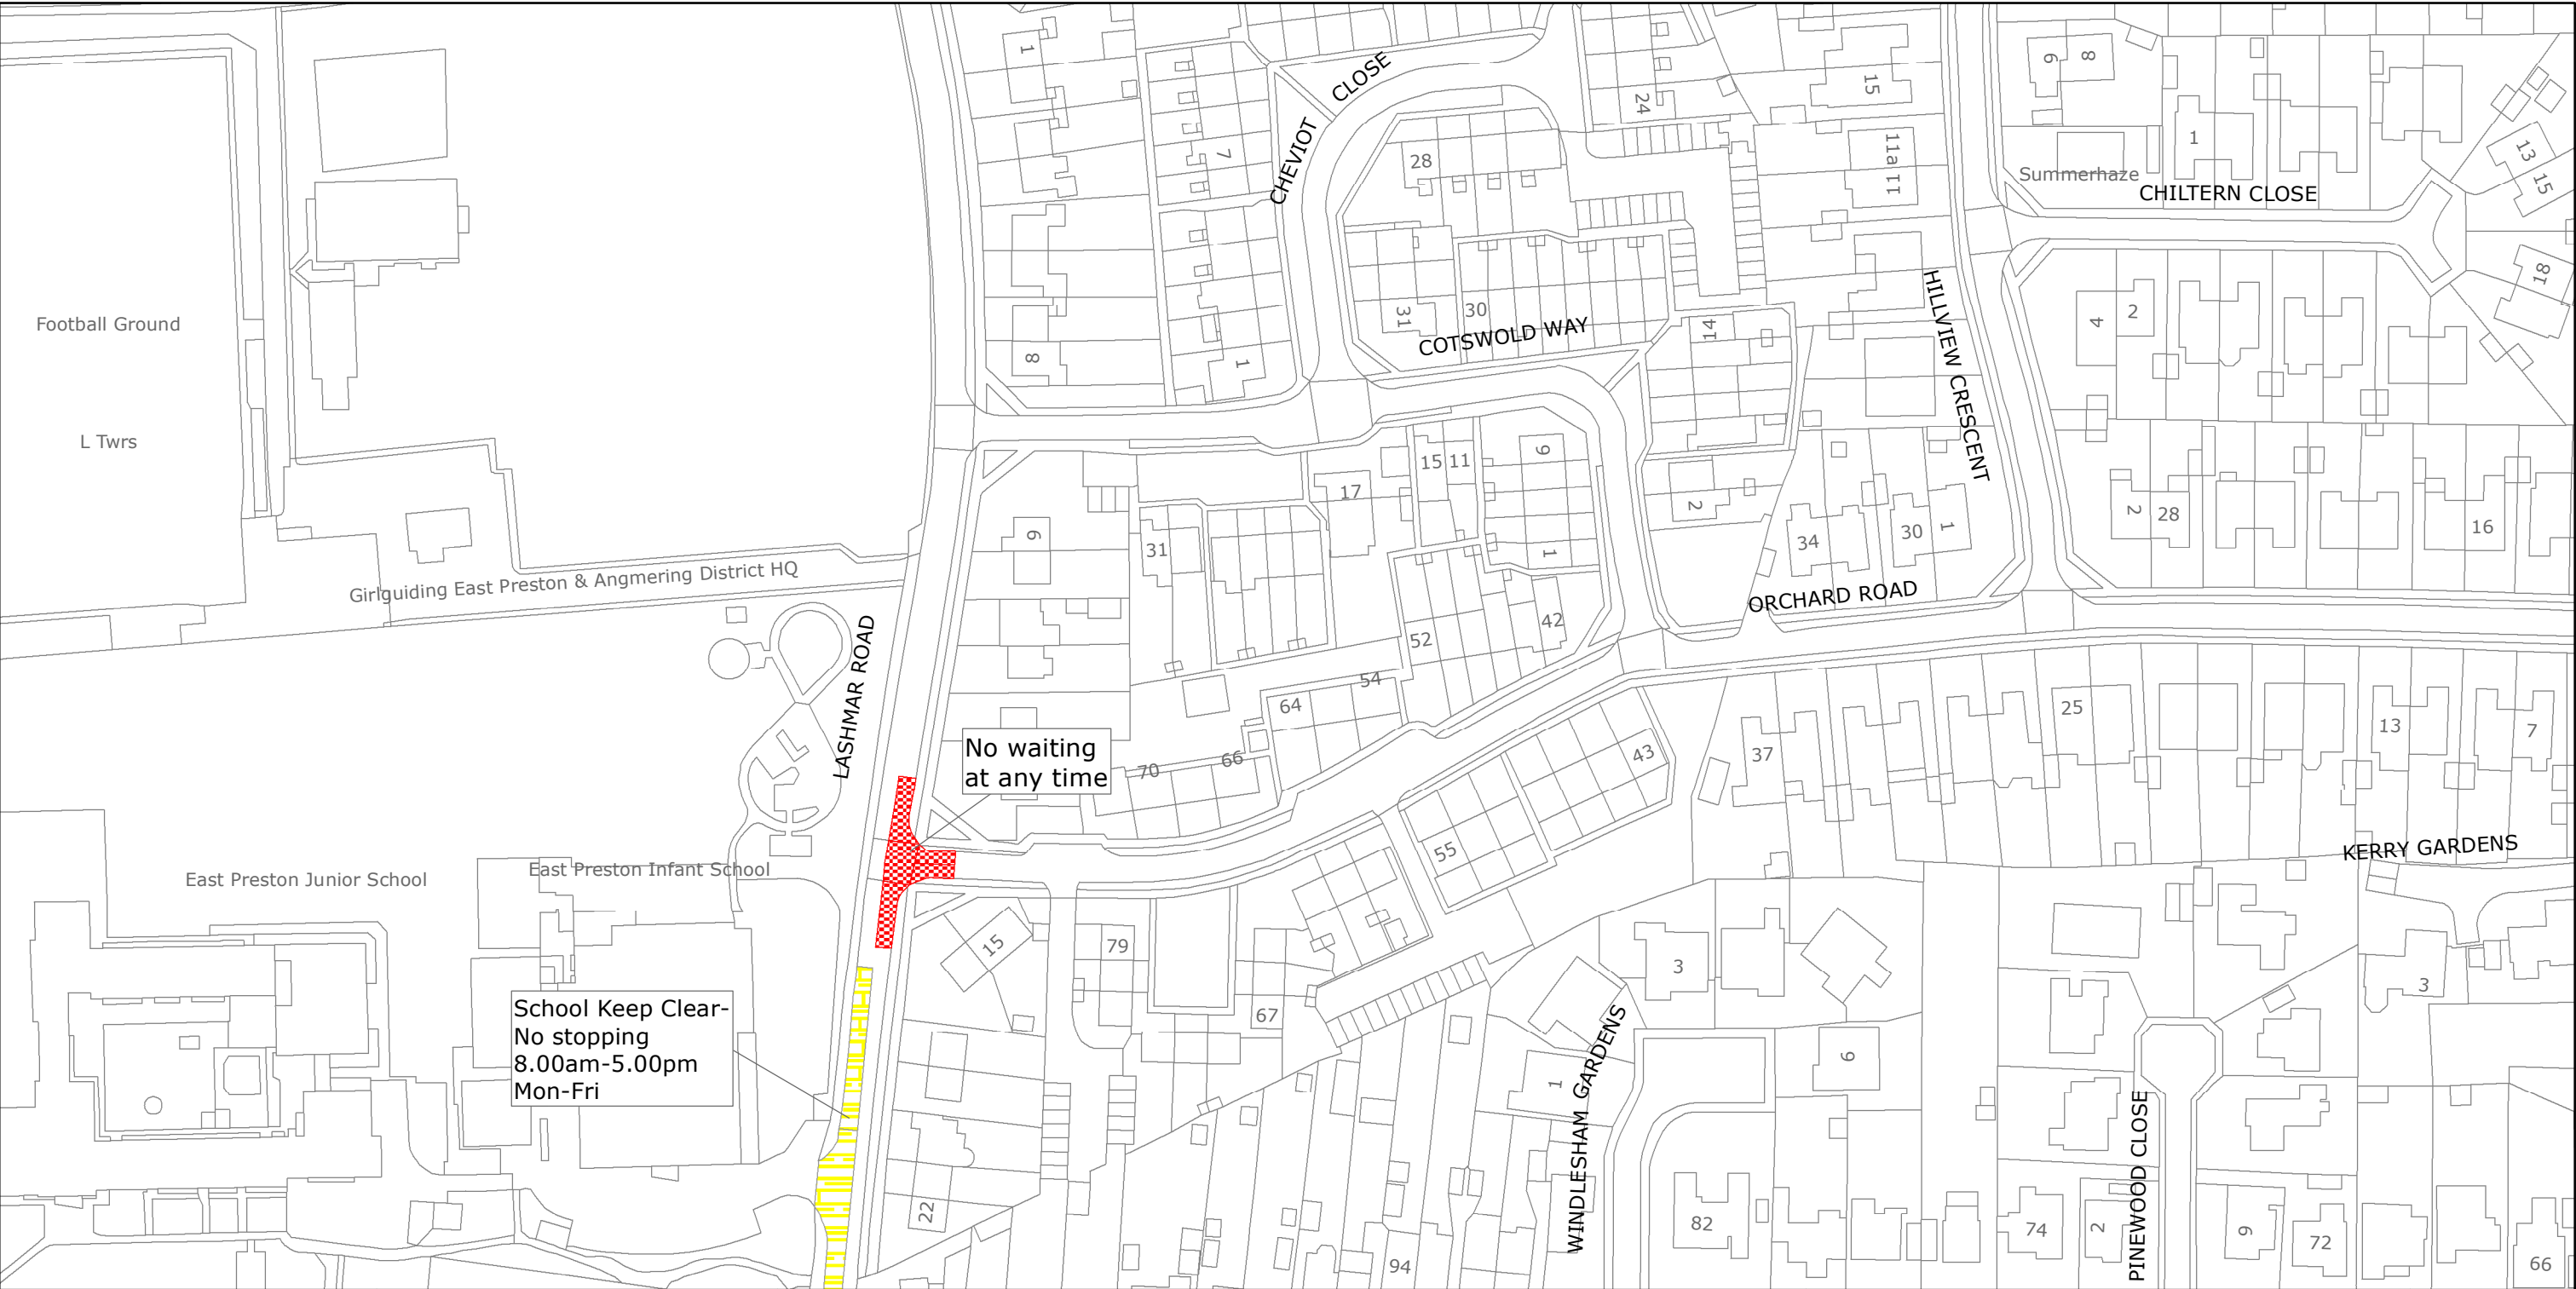 1
CLOSE
CHEVIOT
7
24
28
15
11a 11
9
8
1
Summerhaze
CHILTERN CLOSE
13
15
18
Football Ground
L Twrs
8
1
31
30
COTSWOLD WAY
14
HILLVIEW CRESCENT
4
2
15
11
9
17
2
34
30
1
2
28
16
9
31
1
Girlguiding East Preston & Angmering District HQ
ORCHARD ROAD
42
52
54
64
LASHMAR ROAD
No waiting
at any time
70
66
43
37
25
13
7
55
KERRY GARDENS
East Preston Junior School
East Preston Infant School
15
79
3
3
67
School Keep Clear-
No stopping
8.00am-5.00pm
Mon-Fri
WINDLESHAM GARDENS
1
6
PINEWOOD CLOSE
22
82
74
2
9
72
94
66